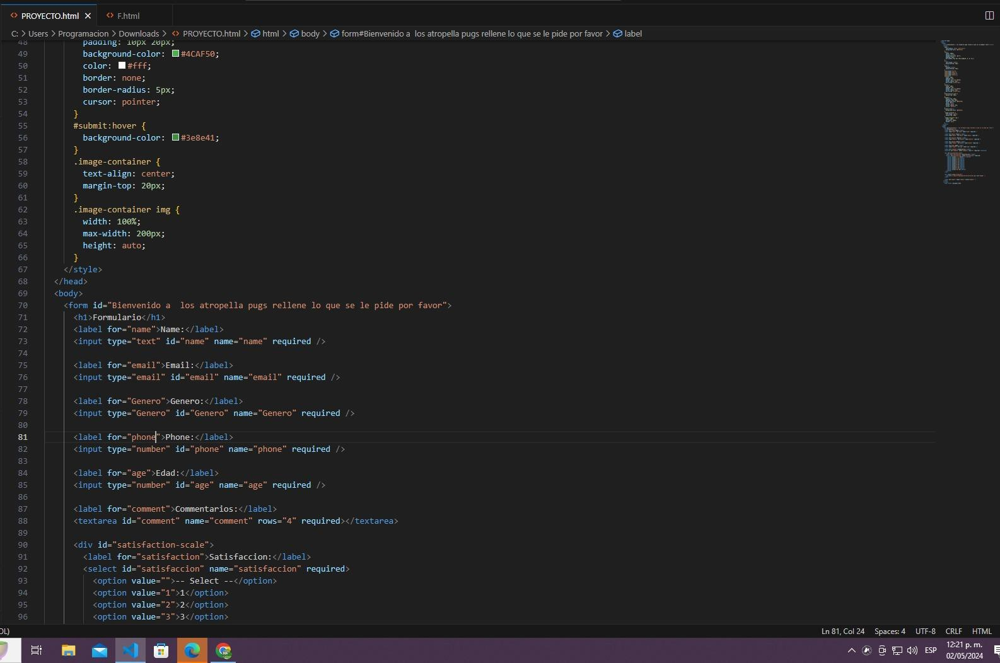 PROYECTO.html
F.html
C: > Users > Programacion > Downloads > PROYECTO.html > html > body > form#Bienvenido a  los atropella pugs rellene lo que se le pide por favor > label
48 padding: 10px 20px;
49 background-color: #4CAF50;
50 color: #fff;
51 border: none;
52 border-radius: 5px;
53 cursor: pointer;
54 }
55 #submit:hover {
56 background-color: #3e8e41;
57 }
58 .image-container {
59 text-align: center;
60 margin-top: 20px;
61 }
62 .image-container img {
63 width: 100%;
64 max-width: 200px;
65 height: auto;
66 }
67 </style>
68 </head>
69 <body>
70 <form id="Bienvenido a  los atropella pugs rellene lo que se le pide por favor">
71 <h1>Formulario</h1>
72 <label for="name">Name:</label>
73 <input type="text" id="name" name="name" required />
74
75 <label for="email">Email:</label>
76 <input type="email" id="email" name="email" required />
77
78 <label for="Genero">Genero:</label>
79 <input type="Genero" id="Genero" name="Genero" required />
80
81 <label for="phone">Phone:</label>
82 <input type="number" id="phone" name="phone" required />
83
84 <label for="age">Edad:</label>
85 <input type="number" id="age" name="age" required />
86
87 <label for="comment">Commentarios:</label>
88 <textarea id="comment" name="comment" rows="4" required></textarea>
89
90 <div id="satisfaction-scale">
91 <label for="satisfaction">Satisfaccion:</label>
92 <select id="satisfaccion" name="satisfaccion" required>
93 <option value="">-- Select --</option>
94 <option value="1">1</option>
95 <option value="2">2</option>
96 <option value="3">3</option>
OL) Ln 81, Col 24 Spaces: 4 UTF-8 CRLF HTML
ESP
12:21 p. m.
02/05/2024